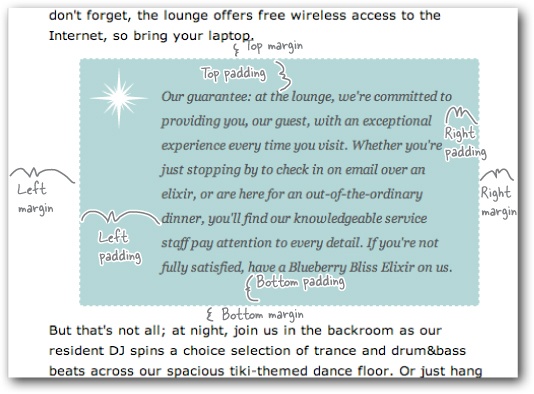 don't forget, the lounge offers free wireless access to the
Internet, so bring your laptop.
Top margin
Top padding
Our guarantee: at the lounge, we're committed to
providing you, our guest, with an exceptional
experience every time you visit. Whether you're
Right
padding
just stopping by to check in on email over an
elixir, or are here for an out-of-the-ordinary
Left
margin
Right
margin
dinner, you'll find our knowledgeable service
Left
padding
staff pay attention to every detail. If you're not
fully satisfied, have a Blueberry Bliss Elixir on us.
Bottom padding
Bottom margin
But that's not all; at night, join us in the backroom as our
resident DJ spins a choice selection of trance and drum&bass
beats across our spacious tiki-themed dance floor. Or just hang